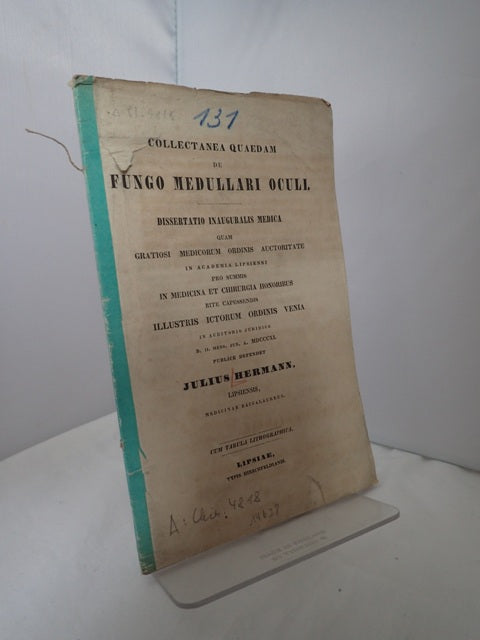 131
COLLECTANEA QUAEDAM
DE
FUNGO MEDULLARI OCULI.
DISSERTATIO INAUGURALIS MEDICA
QUAM
GRATIOSI MEDICORUM ORDINIS AUCTORITATE
IN ACADEMIA LIPSIENSI
PRO SUMMIS
IN MEDICINA ET CHIRURGIA HONORIBUS
RITE CAPESSENDIS
ILLUSTRIS ICTORUM ORDINIS VENIA
IN AUDITORIO JURIDICO
D. II. MENS. JUN. A. MDCCCXL
PUBLICE DEFENDET
JULIUS HERMANN,
LIPSIENSIS,
MEDICINAE BACCALAUREUS.
CUM TABULA LITHOGRAPHICA.
LIPSIAE,
TYPIS HIRSCHFELDIANIS.
A: Chir. 4818